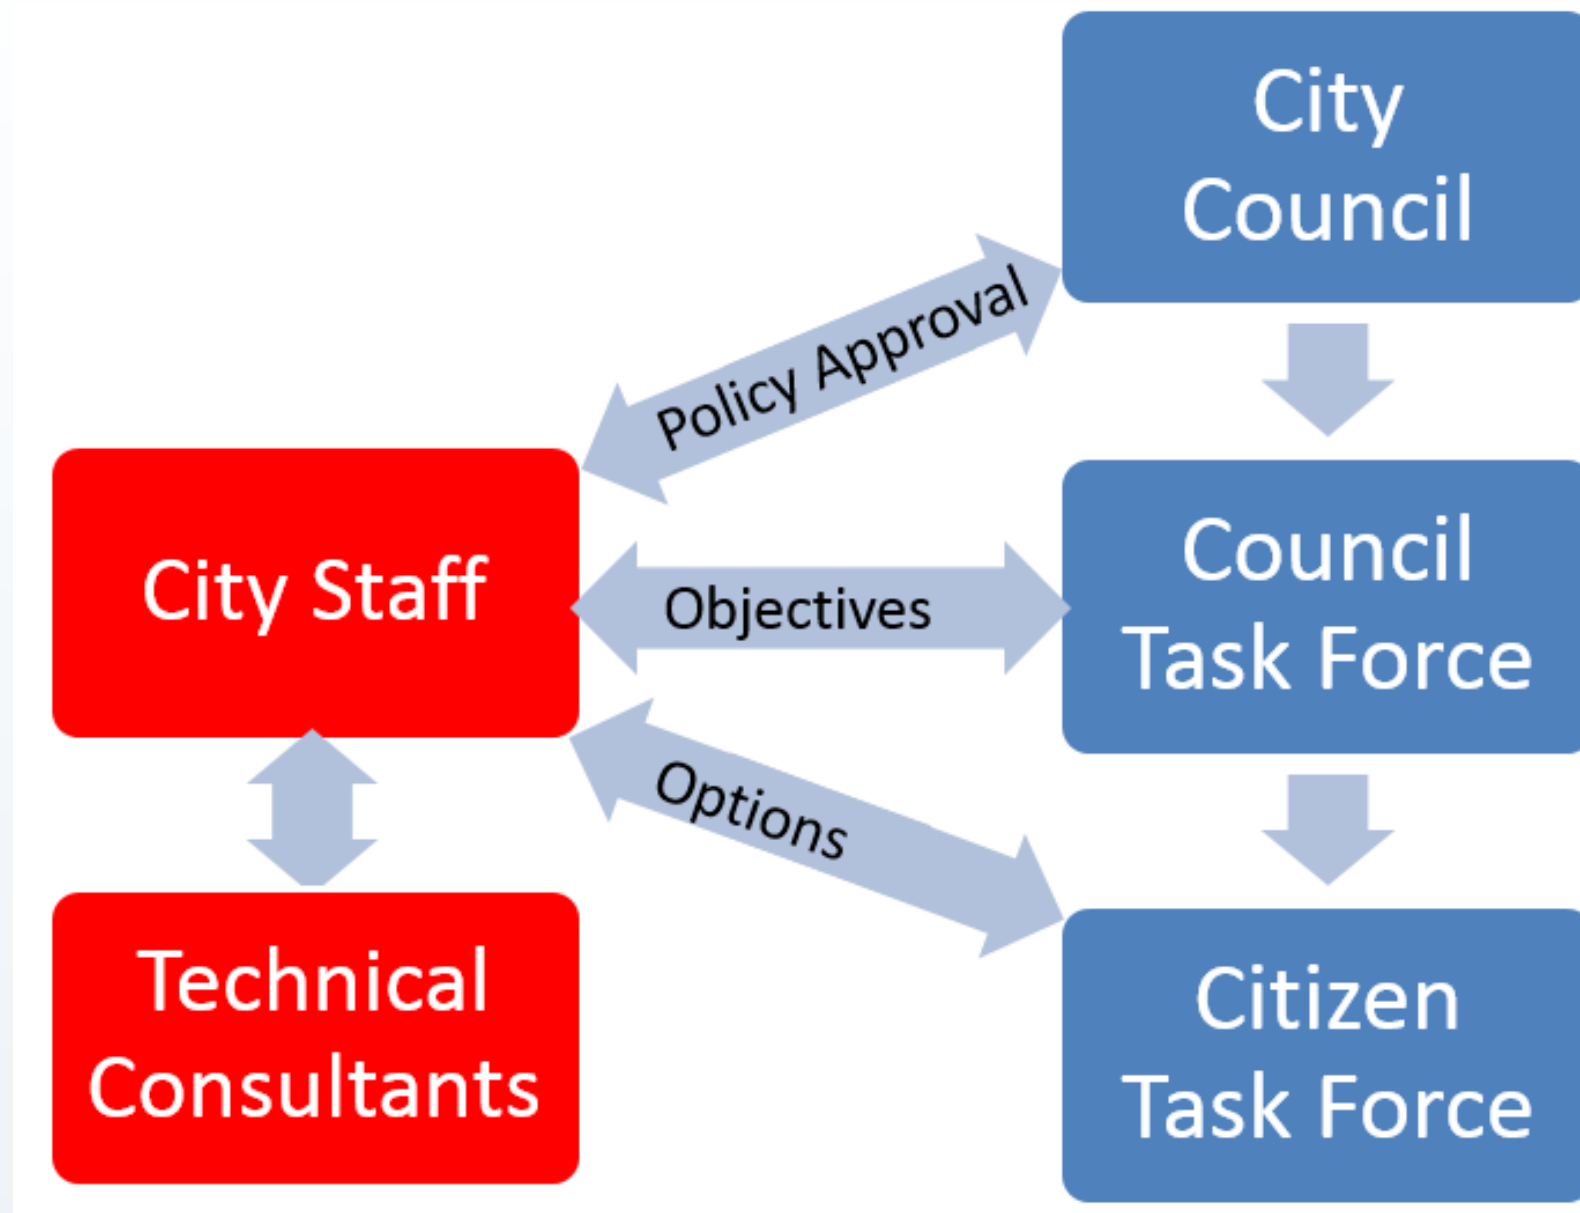 City
Council
Policy Approval
City Staff
Objectives
Council
Task Force
Options
Technical
Consultants
Citizen
Task Force